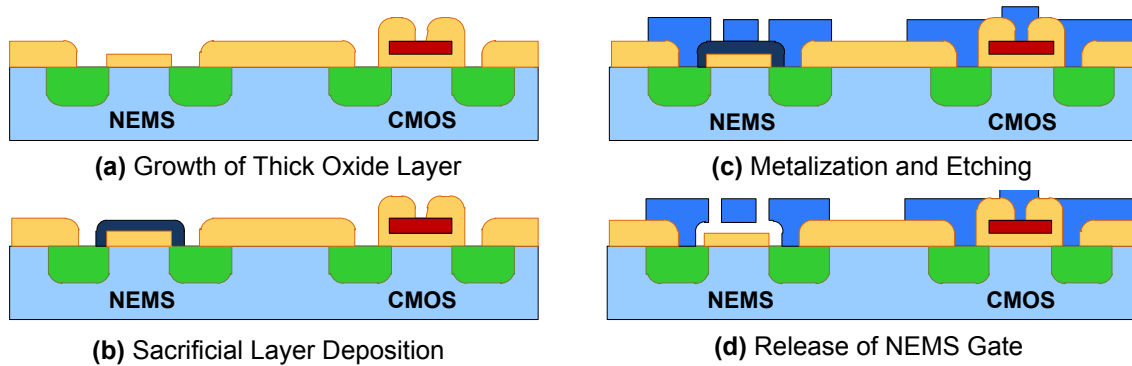 NEMS
CMOS
(a) Growth of Thick Oxide Layer
NEMS
CMOS
(b) Sacrificial Layer Deposition
NEMS
CMOS
(c) Metalization and Etching
NEMS
CMOS
(d) Release of NEMS Gate